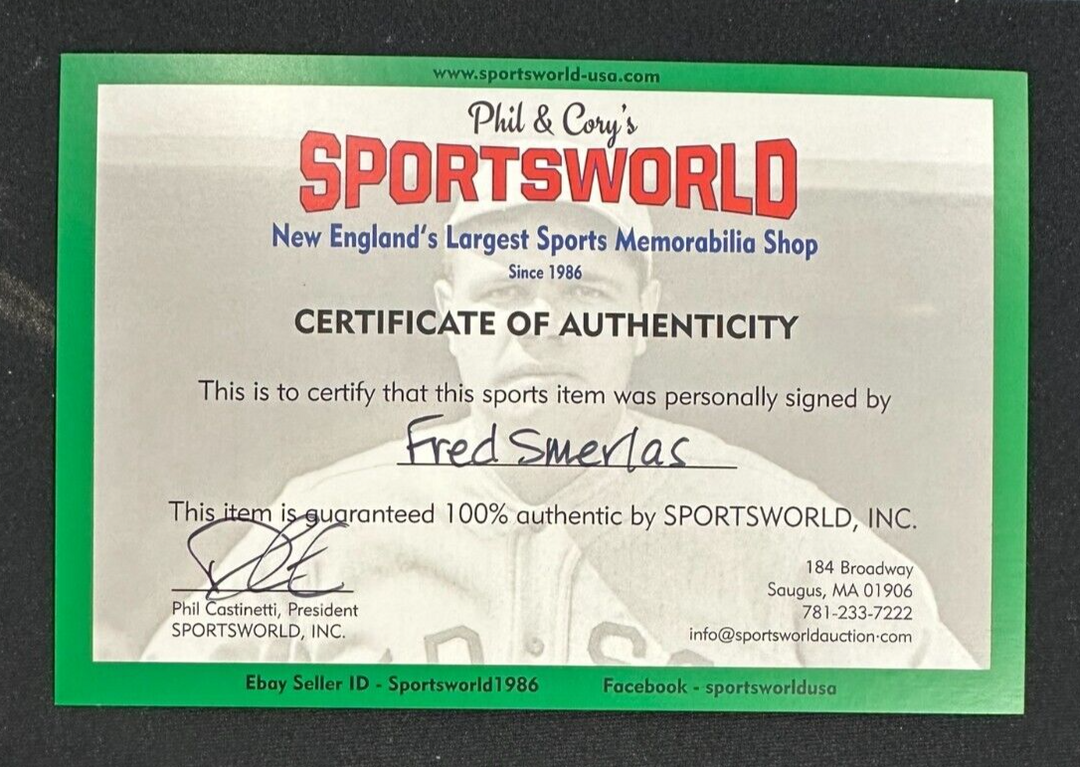 www.sportsworld-usa.com
Phil & Cory's
SPORTSWORLD
New England's Largest Sports Memorabilia Shop
Since 1986
CERTIFICATE OF AUTHENTICITY
This is to certify that this sports item was personally signed by
Fred Smerlas
This item is guaranteed 100% authentic by SPORTSWORLD, INC.
Phil Castinetti, President
SPORTSWORLD, INC.
184 Broadway
Saugus, MA 01906
781-233-7222
info@sportsworldauction·com
Ebay Seller ID - Sportsworld1986
Facebook - sportsworldusa